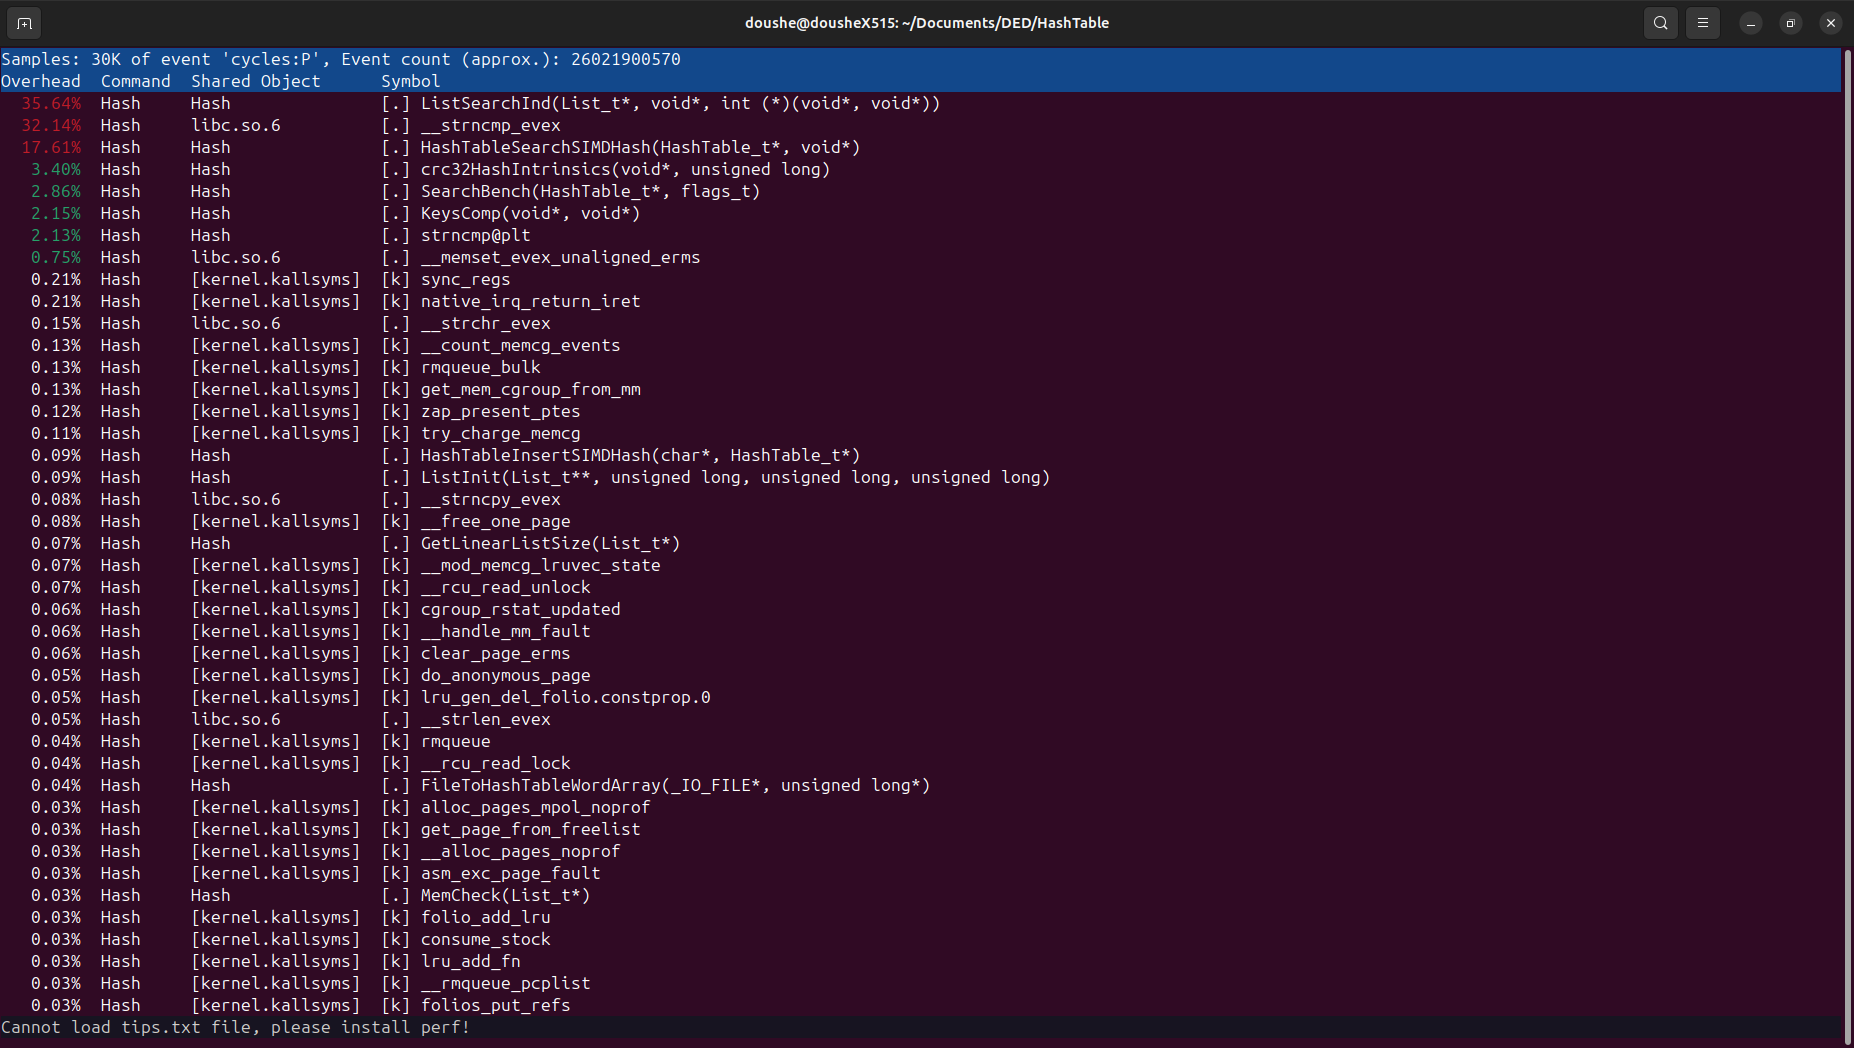 doushe@dousheX515: ~/Documents/DED/HashTable
Samples: 30K of event 'cycles:P', Event count (approx.): 26021900570
Overhead  Command  Shared Object      Symbol
  35.64%  Hash     Hash               [.] ListSearchInd(List_t*, void*, int (*)(void*, void*))
  32.14%  Hash     libc.so.6          [.] __strncmp_evex
  17.61%  Hash     Hash               [.] HashTableSearchSIMDHash(HashTable_t*, void*)
   3.40%  Hash     Hash               [.] crc32HashIntrinsics(void*, unsigned long)
   2.86%  Hash     Hash               [.] SearchBench(HashTable_t*, flags_t)
   2.15%  Hash     Hash               [.] KeysComp(void*, void*)
   2.13%  Hash     Hash               [.] strncmp@plt
   0.75%  Hash     libc.so.6          [.] __memset_evex_unaligned_erms
   0.21%  Hash     [kernel.kallsyms]  [k] sync_regs
   0.21%  Hash     [kernel.kallsyms]  [k] native_irq_return_iret
   0.15%  Hash     libc.so.6          [.] __strchr_evex
   0.13%  Hash     [kernel.kallsyms]  [k] __count_memcg_events
   0.13%  Hash     [kernel.kallsyms]  [k] rmqueue_bulk
   0.13%  Hash     [kernel.kallsyms]  [k] get_mem_cgroup_from_mm
   0.12%  Hash     [kernel.kallsyms]  [k] zap_present_ptes
   0.11%  Hash     [kernel.kallsyms]  [k] try_charge_memcg
   0.09%  Hash     Hash               [.] HashTableInsertSIMDHash(char*, HashTable_t*)
   0.09%  Hash     Hash               [.] ListInit(List_t**, unsigned long, unsigned long, unsigned long)
   0.08%  Hash     libc.so.6          [.] __strncpy_evex
   0.08%  Hash     [kernel.kallsyms]  [k] __free_one_page
   0.07%  Hash     Hash               [.] GetLinearListSize(List_t*)
   0.07%  Hash     [kernel.kallsyms]  [k] __mod_memcg_lruvec_state
   0.07%  Hash     [kernel.kallsyms]  [k] __rcu_read_unlock
   0.06%  Hash     [kernel.kallsyms]  [k] cgroup_rstat_updated
   0.06%  Hash     [kernel.kallsyms]  [k] __handle_mm_fault
   0.06%  Hash     [kernel.kallsyms]  [k] clear_page_erms
   0.05%  Hash     [kernel.kallsyms]  [k] do_anonymous_page
   0.05%  Hash     [kernel.kallsyms]  [k] lru_gen_del_folio.constprop.0
   0.05%  Hash     libc.so.6          [.] __strlen_evex
   0.04%  Hash     [kernel.kallsyms]  [k] rmqueue
   0.04%  Hash     [kernel.kallsyms]  [k] __rcu_read_lock
   0.04%  Hash     Hash               [.] FileToHashTableWordArray(_IO_FILE*, unsigned long*)
   0.03%  Hash     [kernel.kallsyms]  [k] alloc_pages_mpol_noprof
   0.03%  Hash     [kernel.kallsyms]  [k] get_page_from_freelist
   0.03%  Hash     [kernel.kallsyms]  [k] __alloc_pages_noprof
   0.03%  Hash     [kernel.kallsyms]  [k] asm_exc_page_fault
   0.03%  Hash     Hash               [.] MemCheck(List_t*)
   0.03%  Hash     [kernel.kallsyms]  [k] folio_add_lru
   0.03%  Hash     [kernel.kallsyms]  [k] consume_stock
   0.03%  Hash     [kernel.kallsyms]  [k] lru_add_fn
   0.03%  Hash     [kernel.kallsyms]  [k] __rmqueue_pcplist
   0.03%  Hash     [kernel.kallsyms]  [k] folios_put_refs
Cannot load tips.txt file, please install perf!